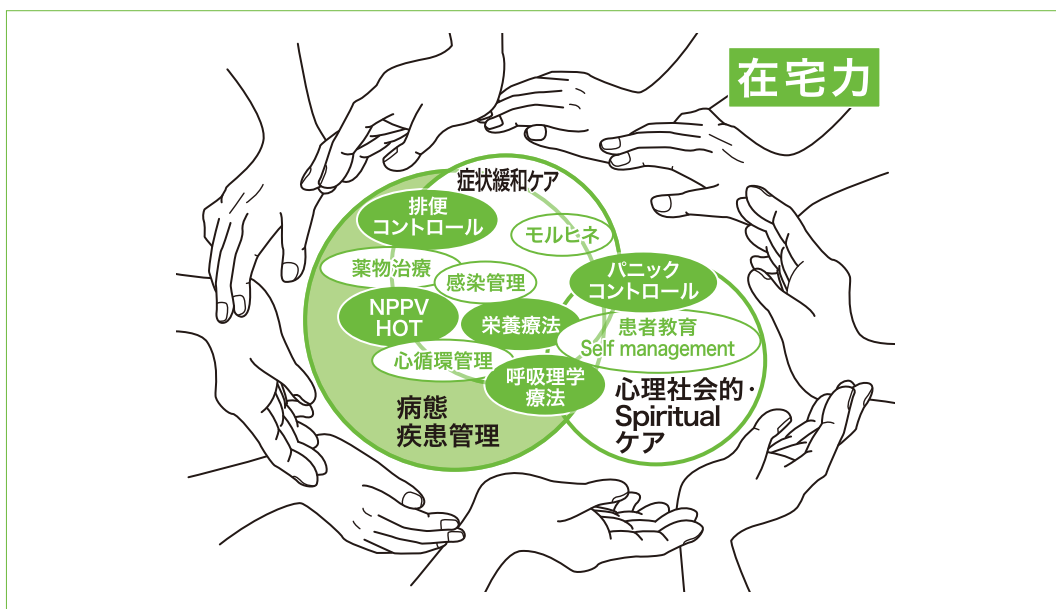 在宅力
症状緩和ケア
排便
コントロール
モルヒネ
薬物治療
感染管理
パニック
コントロール
NPPV
HOT
栄養療法
患者教育
Self management
心循環管理
呼吸理学
療法
病態
疾患管理
心理社会的・
Spiritual
ケア